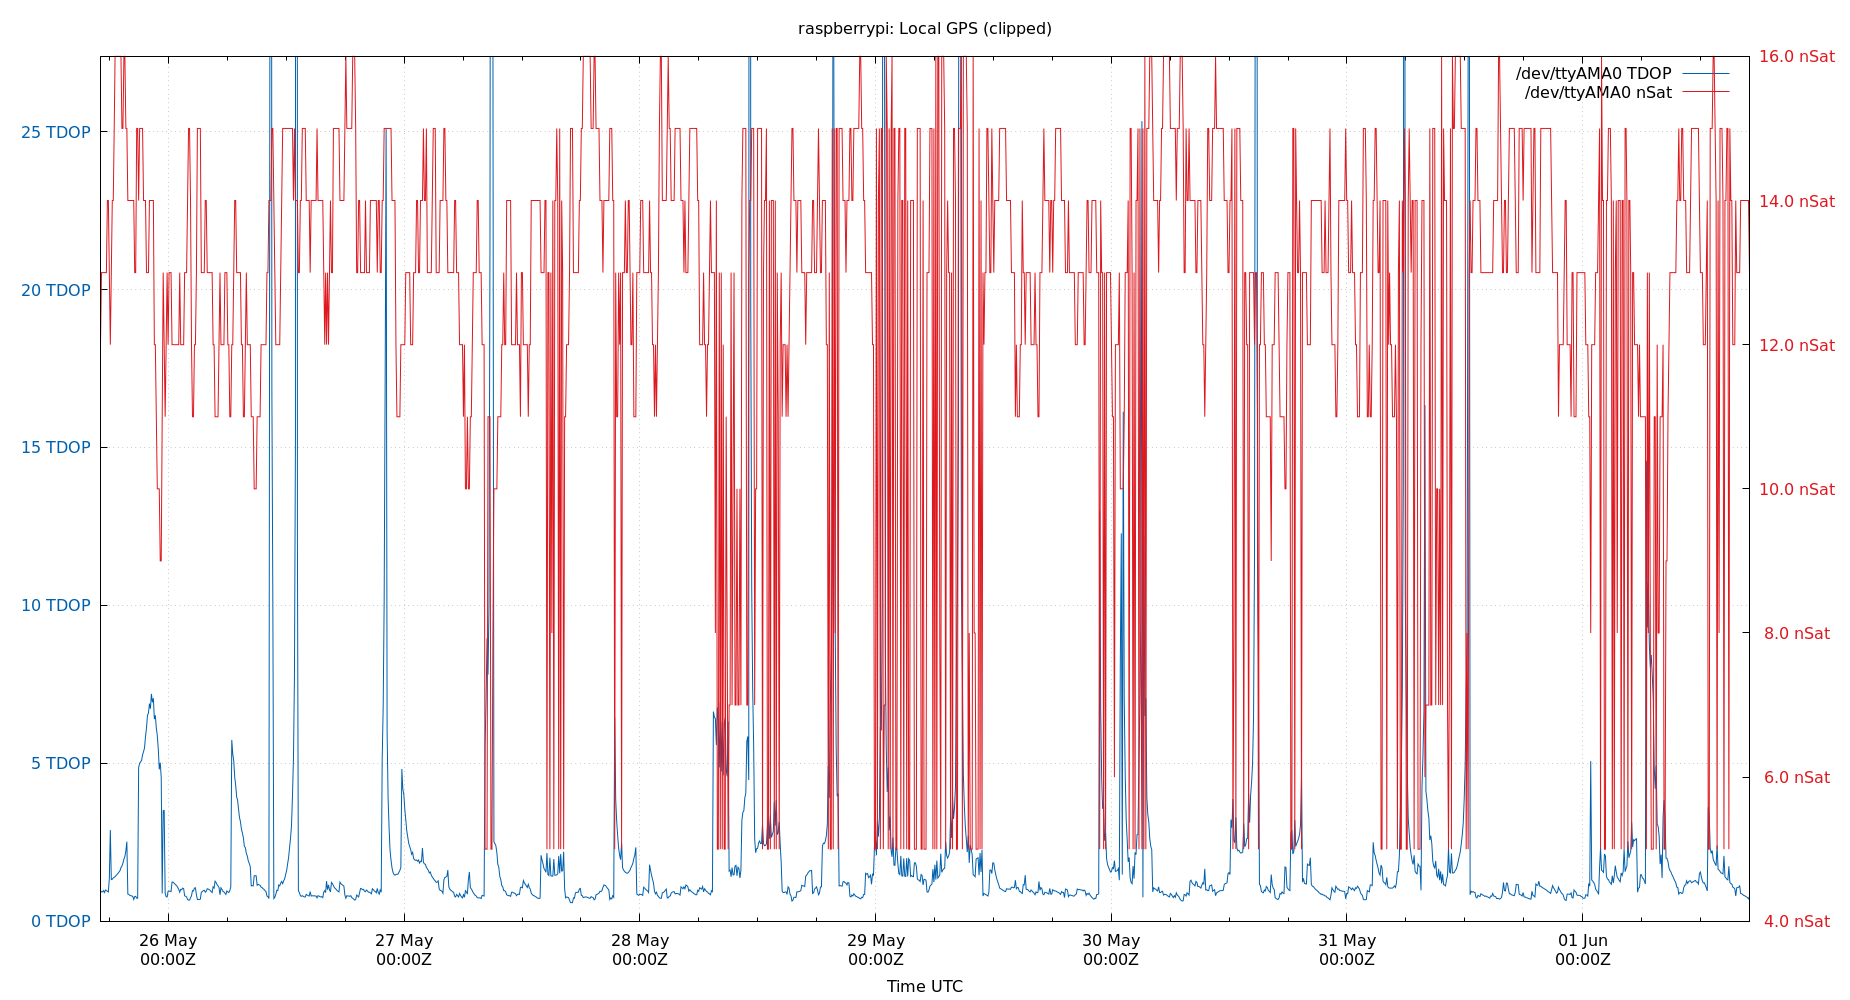 raspberrypi: Local GPS (clipped)
16.0 nSat
/dev/ttyAMA0 TDOP
/dev/ttyAMA0 nSat
25 TDOP
14.0 nSat
20 TDOP
12.0 nSat
15 TDOP
10.0 nSat
10 TDOP
8.0 nSat
5 TDOP
6.0 nSat
0 TDOP
4.0 nSat
26 May 27 May 28 May 29 May 30 May 31 May 01 Jun
00:00Z 00:00Z 00:00Z 00:00Z 00:00Z 00:00Z 00:00Z
Time UTC